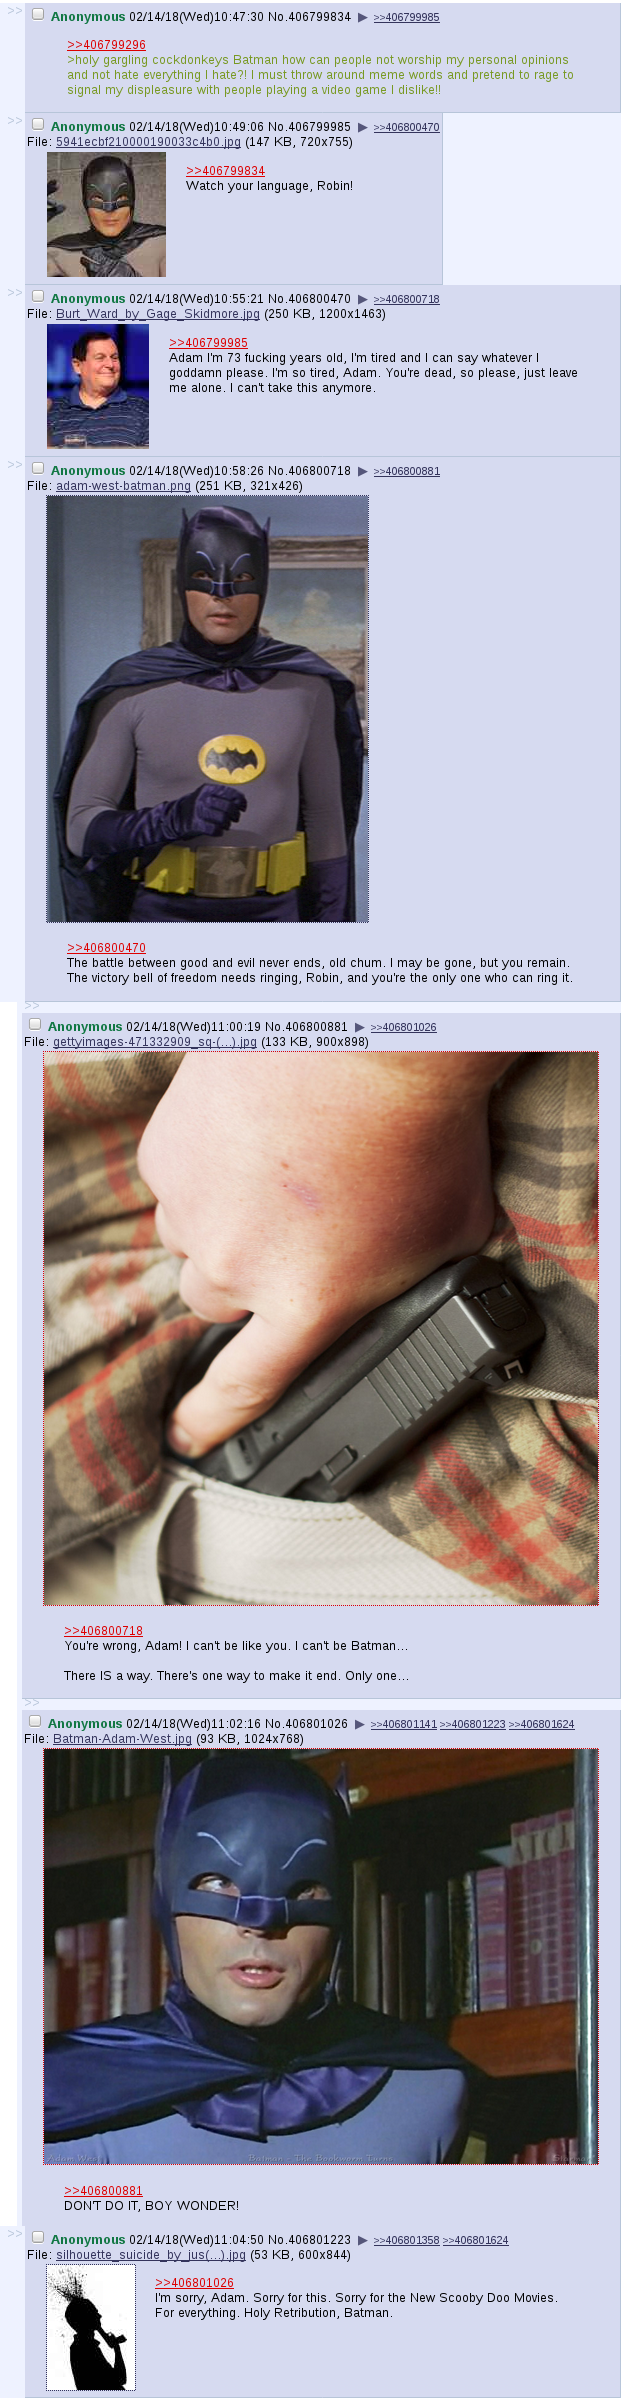 >> Anonymous 02/14/18(Wed)10:47:30 No.406799834 ▶ >>406799985
>>406799296
>holy gargling cockdonkeys Batman how can people not worship my personal opinions
and not hate everything I hate?! I must throw around meme words and pretend to rage to
signal my displeasure with people playing a video game I dislike!!
>> Anonymous 02/14/18(Wed)10:49:06 No.406799985 ▶ >>406800470
File: 5941ecbf210000190033c4b0.jpg (147 KB, 720x755)
>>406799834
Watch your language, Robin!
>> Anonymous 02/14/18(Wed)10:55:21 No.406800470 ▶ >>406800718
File: Burt_Ward_by_Gage_Skidmore.jpg (250 KB, 1200x1463)
>>406799985
Adam I'm 73 fucking years old, I'm tired and I can say whatever I
goddamn please. I'm so tired, Adam. You're dead, so please, just leave
me alone. I can't take this anymore.
>> Anonymous 02/14/18(Wed)10:58:26 No.406800718 ▶ >>406800881
File: adam-west-batman.png (251 KB, 321x426)
>>406800470
The battle between good and evil never ends, old chum. I may be gone, but you remain.
The victory bell of freedom needs ringing, Robin, and you're the only one who can ring it.
>>
Anonymous 02/14/18(Wed)11:00:19 No.406800881 ▶ >>406801026
File: gettyimages-471332909_sq-(...).jpg (133 KB, 900x898)
>>406800718
You're wrong, Adam! I can't be like you. I can't be Batman...
There IS a way. There's one way to make it end. Only one...
>>
Anonymous 02/14/18(Wed)11:02:16 No.406801026 ▶ >>406801141 >>406801223 >>406801624
File: Batman-Adam-West.jpg (93 KB, 1024x768)
Adam West
Batman - The Bookworm Turns
>>406800881
DON'T DO IT, BOY WONDER!
>> Anonymous 02/14/18(Wed)11:04:50 No.406801223 ▶ >>406801358 >>406801624
File: silhouette_suicide_by_jus(...).jpg (53 KB, 600x844)
>>406801026
I'm sorry, Adam. Sorry for this. Sorry for the New Scooby Doo Movies.
For everything. Holy Retribution, Batman.